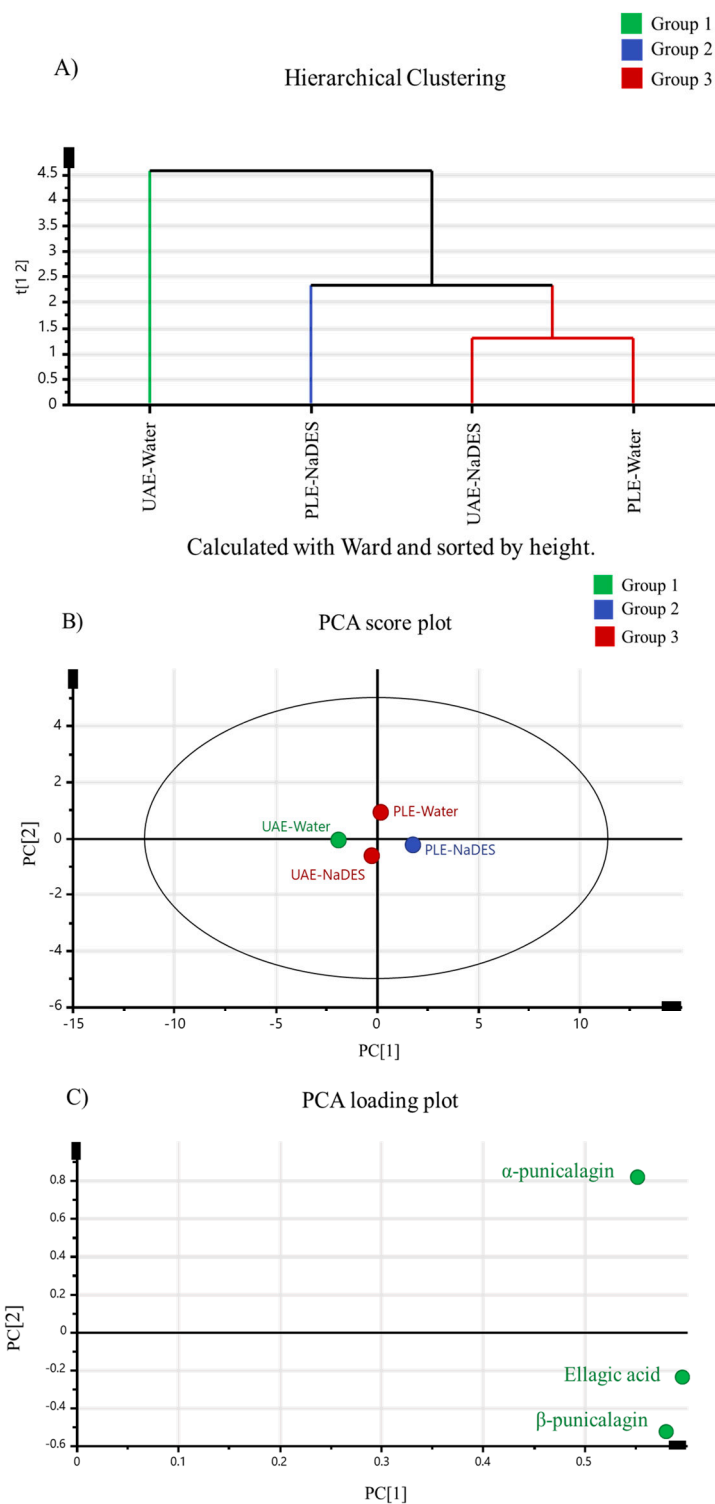 Group 1
Group 2
Group 3
A)
Hierarchical Clustering
4.5
4
3.5
3
2.5
2
1.5
1
0.5
0
t[1 2]
UAE-Water
PLE-NaDES
UAE-NaDES
PLE-Water
Calculated with Ward and sorted by height.
Group 1
Group 2
Group 3
B)
PCA score plot
4
2
0
-2
-4
-6
PC[2]
UAE-Water
PLE-Water
PLE-NaDES
UAE-NaDES
-15
-10
-5
0
5
10
PC[1]
C)
PCA loading plot
0.8
0.6
0.4
0.2
0
-0.2
-0.4
-0.6
PC[2]
α-punicalagin
Ellagic acid
β-punicalagin
0
0.1
0.2
0.3
0.4
0.5
PC[1]